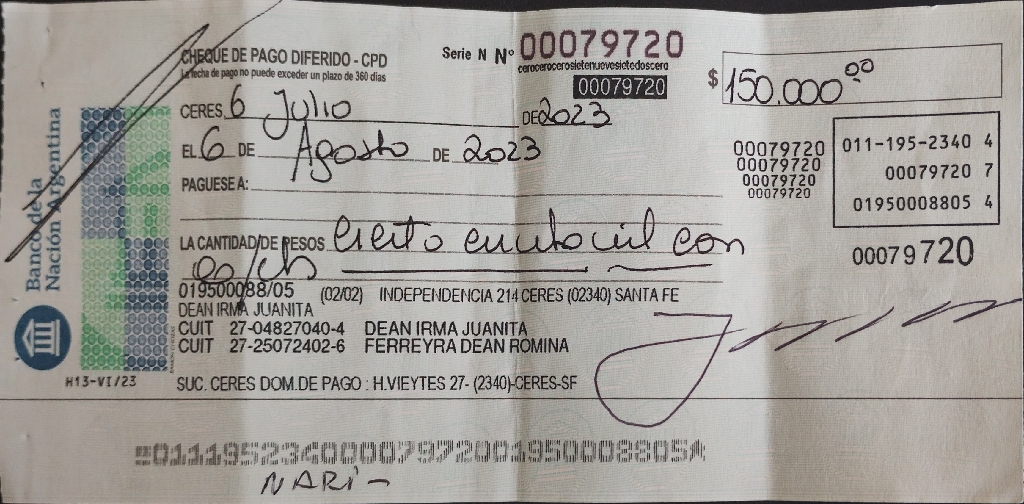 CHEQUE DE PAGO DIFERIDO - CPD
La fecha de pago no puede exceder un plazo de 360 días
Serie N Nº 00079720
cerocerocerosietenuevesietedoscero
00079720
$ 150.000 00
CERES, 6 Julio DE 2023
EL 6 DE Agosto DE 2023
PAGUESE A:
LA CANTIDAD DE PESOS Ciento cincuenta mil con
00/ch
00079720
00079720
00079720
00079720
011-195-2340 4
00079720 7
01950008805 4
00079720
Banco de la
Nación Argentina
H13-VI/23
019500088/05 (02/02) INDEPENDENCIA 214 CERES (02340) SANTA FE
DEAN IRMA JUANITA
CUIT 27-04827040-4 DEAN IRMA JUANITA
CUIT 27-25072402-6 FERREYRA DEAN ROMINA
SUC. CERES DOM.DE PAGO : H.VIEYTES 27- (2340)-CERES-SF
01119523400007972001950008805
NARI-